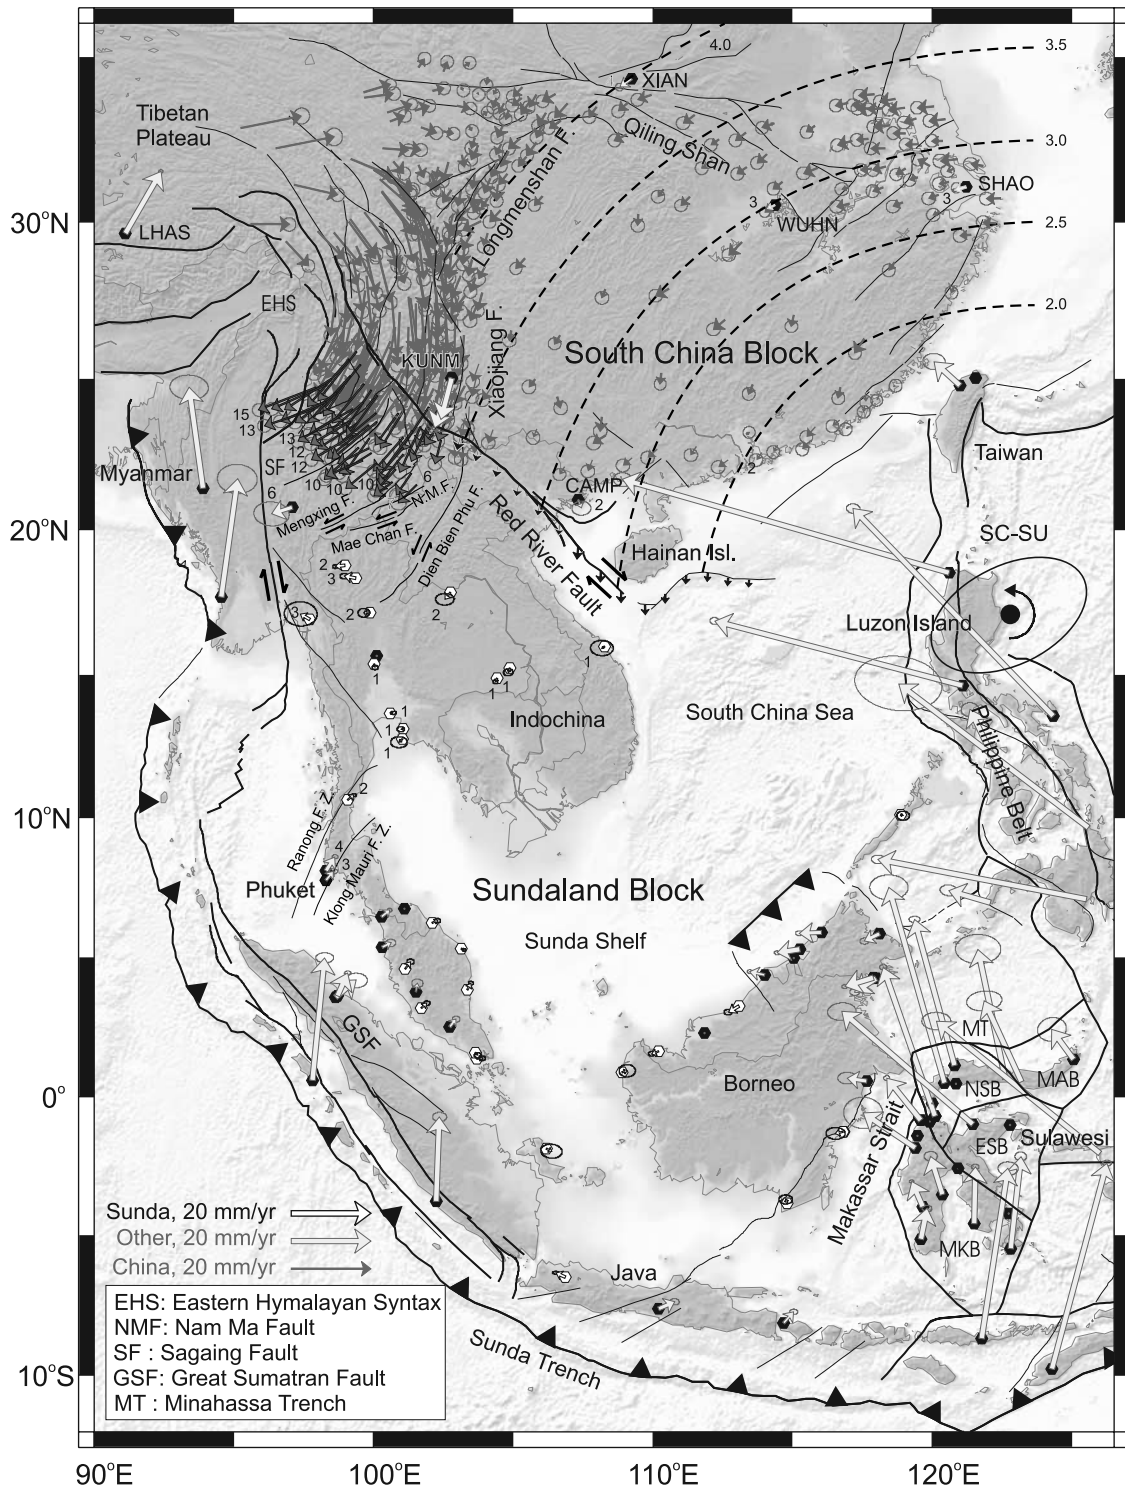 4.0
3.5
XIAN
Tibetan
Plateau
Qiling Shan
3.0
Longmenshan F.
SHAO
3
3
WUHN
30°N
LHAS
2.5
EHS
2.0
KUNM
Xiaojiang F.
South China Block
15
13
13
12
12
SF
10
10
10
6
N.M.F.
Taiwan
Myanmar
6
Mengxing F.
CAMP
2
2
20°N
Mae Chan F.
Dien Bien Phu F.
Red River Fault
Hainan Isl.
SC-SU
2
3
3
2
2
Luzon Island
1
1
1
1
Indochina
South China Sea
1
1
1
Philippine Belt
2
10°N
Ranong F. Z.
Klong Mauri F. Z.
4
3
Phuket
Sundaland Block
Sunda Shelf
GSF
MT
Borneo
NSB
MAB
0°
Makassar Strait
ESB
Sulawesi
MKB
Sunda, 20 mm/yr
Other, 20 mm/yr
China, 20 mm/yr
Java
EHS: Eastern Hymalayan Syntax
NMF: Nam Ma Fault
SF : Sagaing Fault
GSF: Great Sumatran Fault
MT : Minahassa Trench
Sunda Trench
10°S
90°E
100°E
110°E
120°E